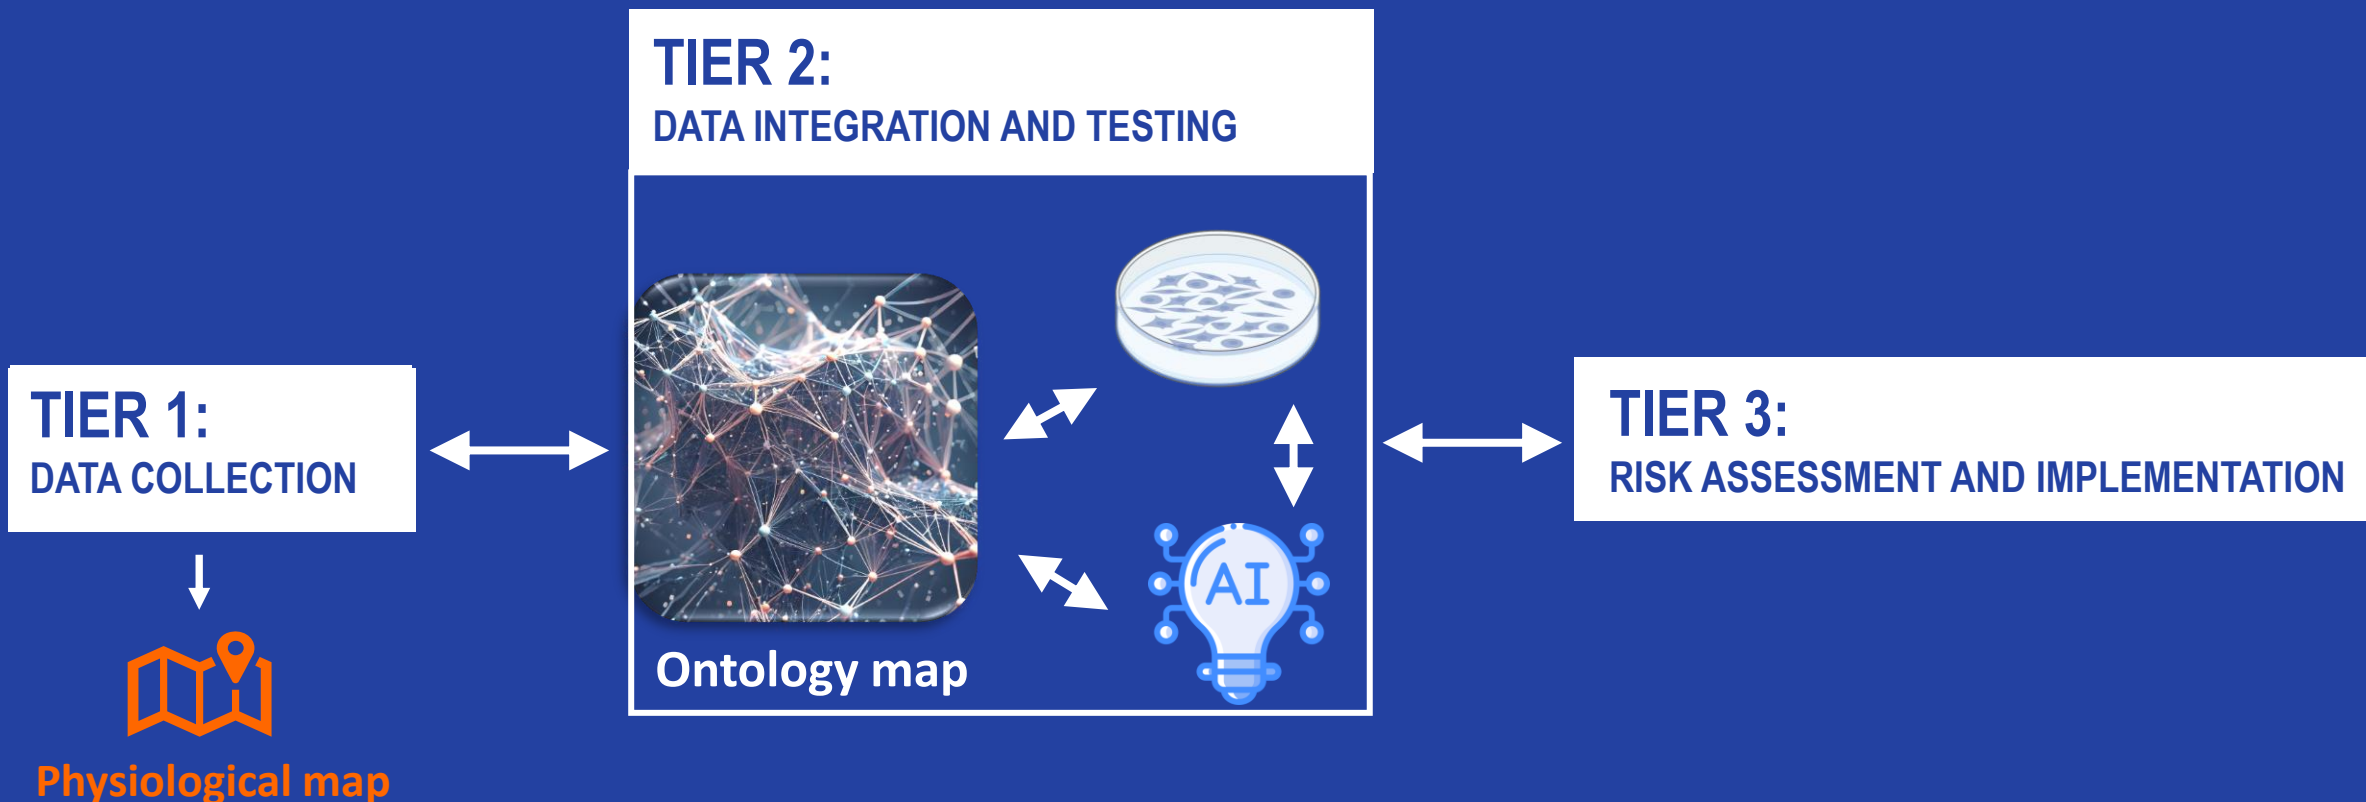 TIER 2:
DATA INTEGRATION AND TESTING
TIER 1:
DATA COLLECTION
TIER 3:
RISK ASSESSMENT AND IMPLEMENTATION
AI
Ontology map
Physiological map